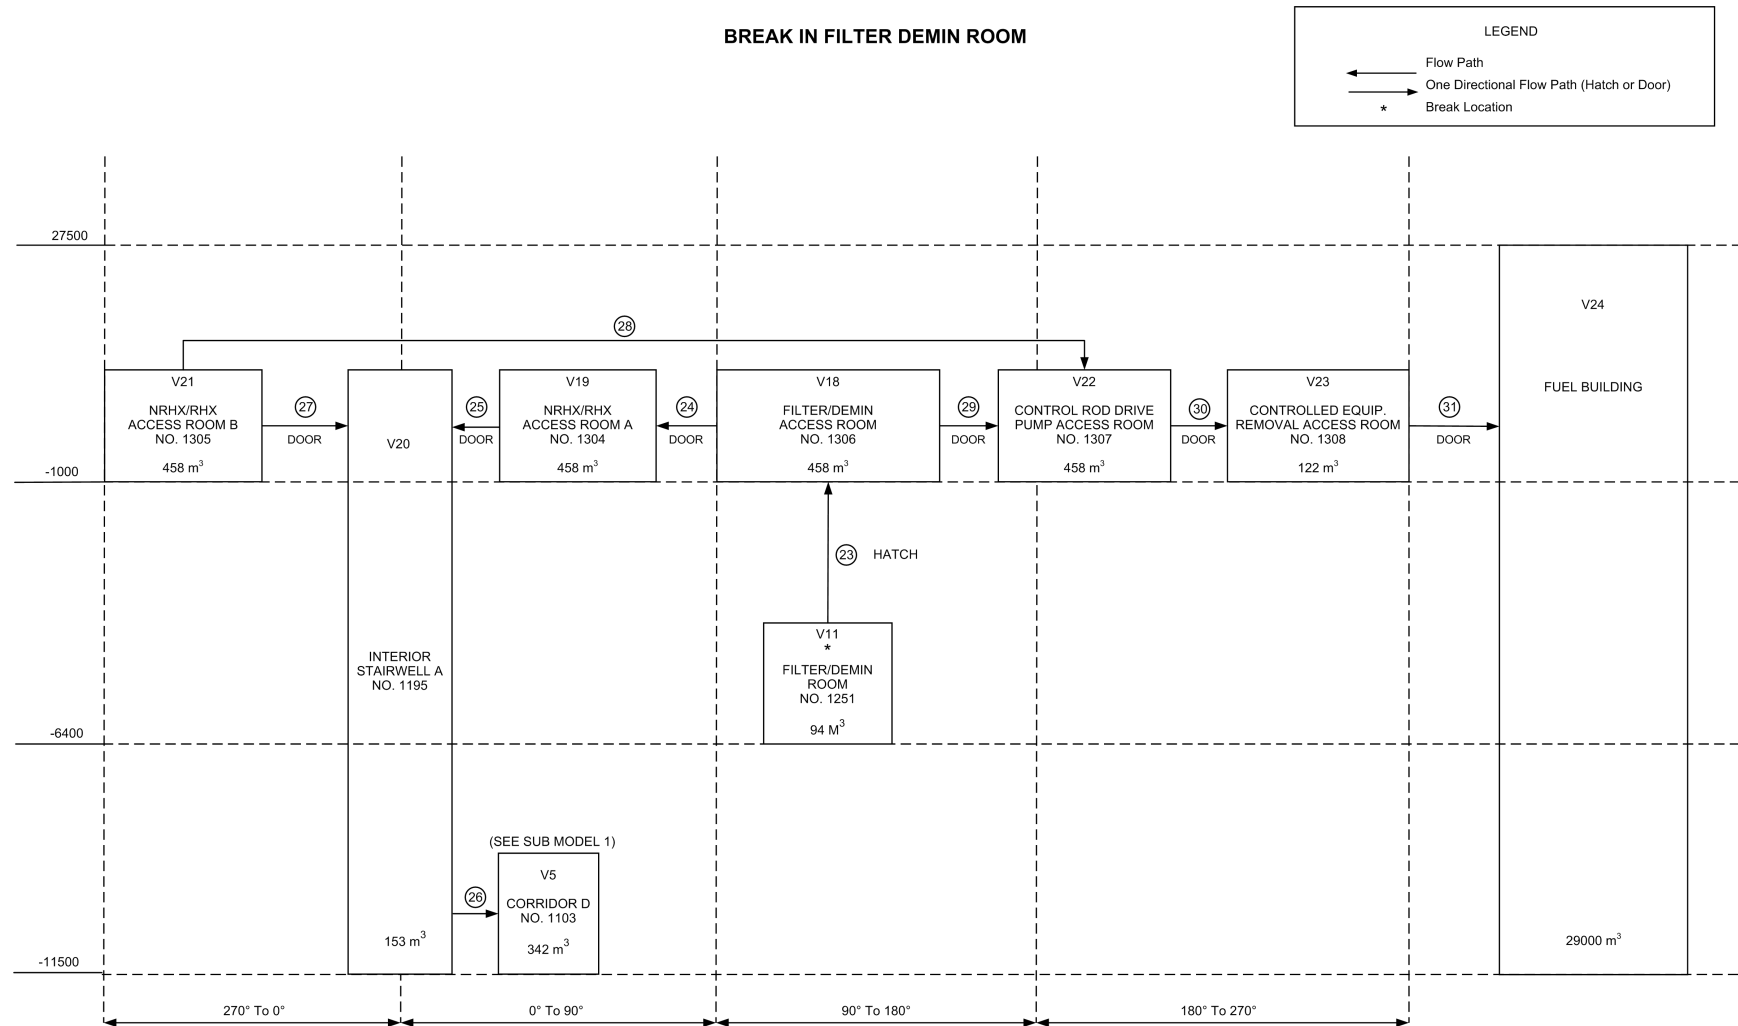 BREAK IN FILTER DEMIN ROOM
LEGEND
Flow Path
One Directional Flow Path (Hatch or Door)
* Break Location
27500
V24
28
V21
V19
V18
V22
V23
FUEL BUILDING
NRHX/RHX
ACCESS ROOM B
NO. 1305
458 m³
27
DOOR
V20
25
DOOR
NRHX/RHX
ACCESS ROOM A
NO. 1304
458 m³
24
DOOR
FILTER/DEMIN
ACCESS ROOM
NO. 1306
458 m³
29
DOOR
CONTROL ROD DRIVE
PUMP ACCESS ROOM
NO. 1307
458 m³
30
DOOR
CONTROLLED EQUIP.
REMOVAL ACCESS ROOM
NO. 1308
122 m³
31
DOOR
-1000
23 HATCH
V11
*
FILTER/DEMIN
ROOM
NO. 1251
94 M³
INTERIOR
STAIRWELL A
NO. 1195
-6400
(SEE SUB MODEL 1)
V5
26
CORRIDOR D
NO. 1103
342 m³
153 m³
29000 m³
-11500
270° To 0°
0° To 90°
90° To 180°
180° To 270°